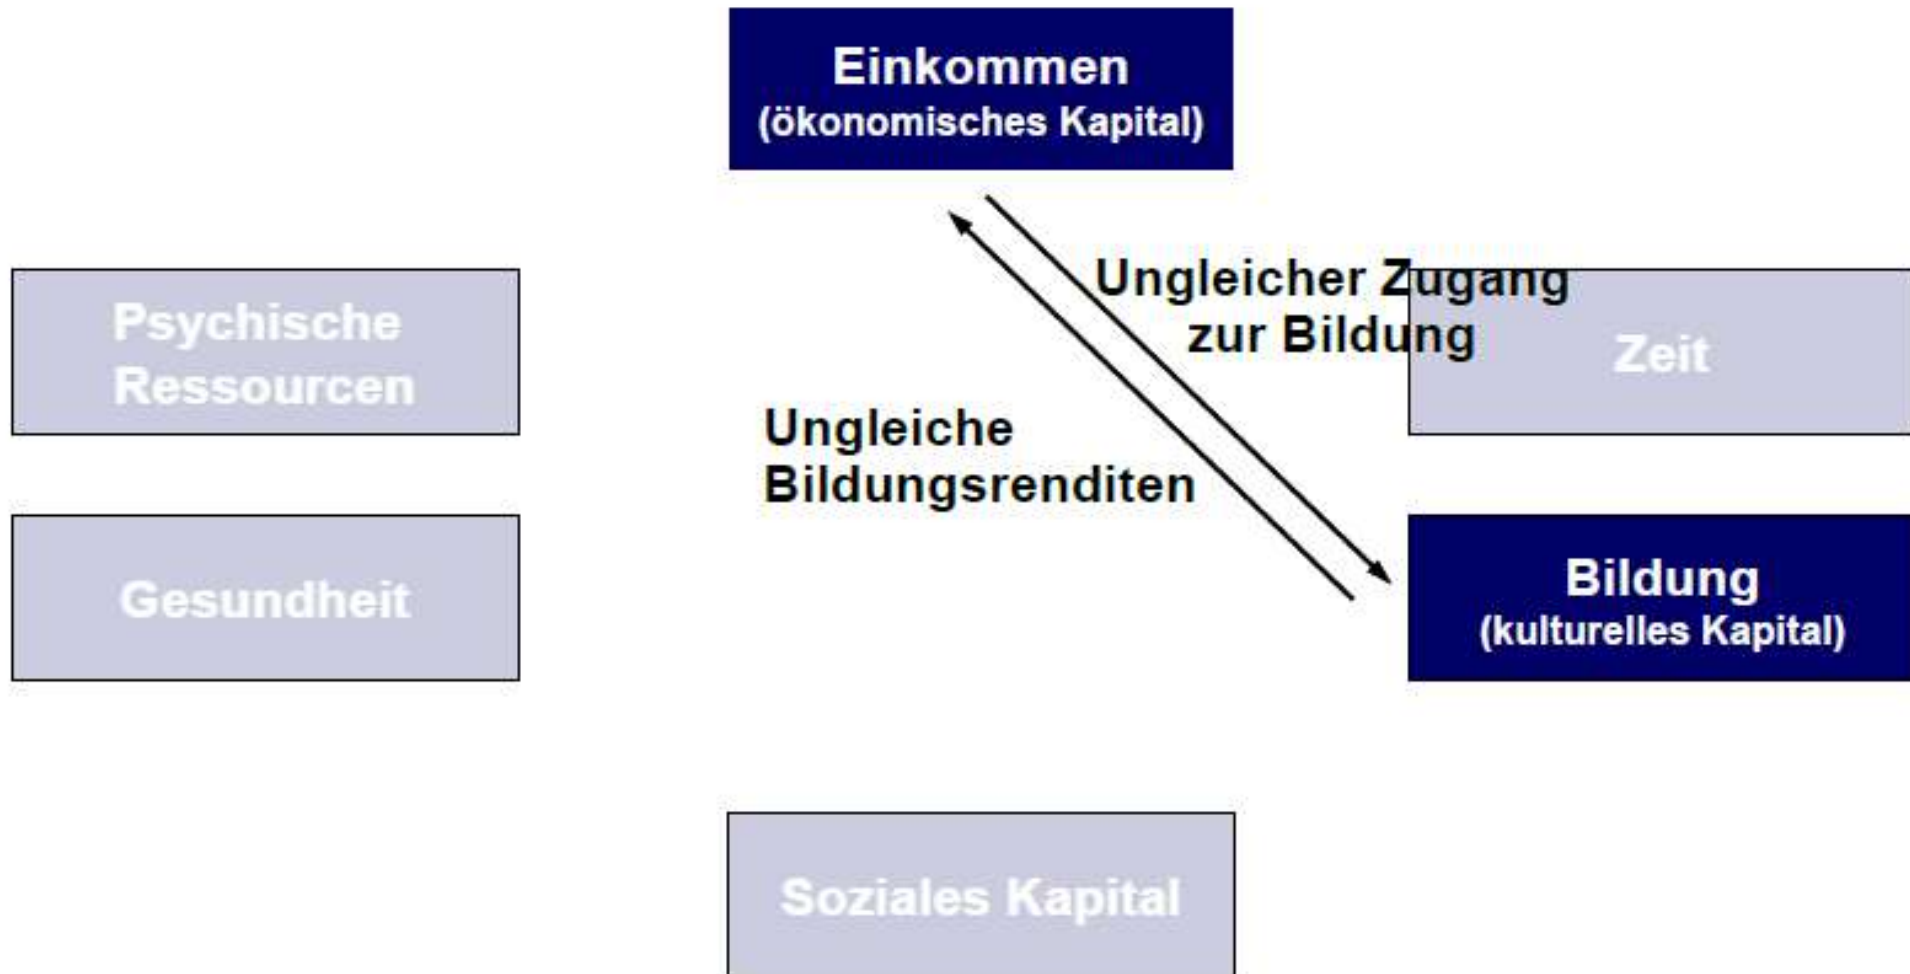 Einkommen
(ökonomisches Kapital)
Ungleicher Zugang
zur Bildung
Psychische
Ressourcen
Zeit
Ungleiche
Bildungsrenditen
Gesundheit
Bildung
(kulturelles Kapital)
Soziales Kapital